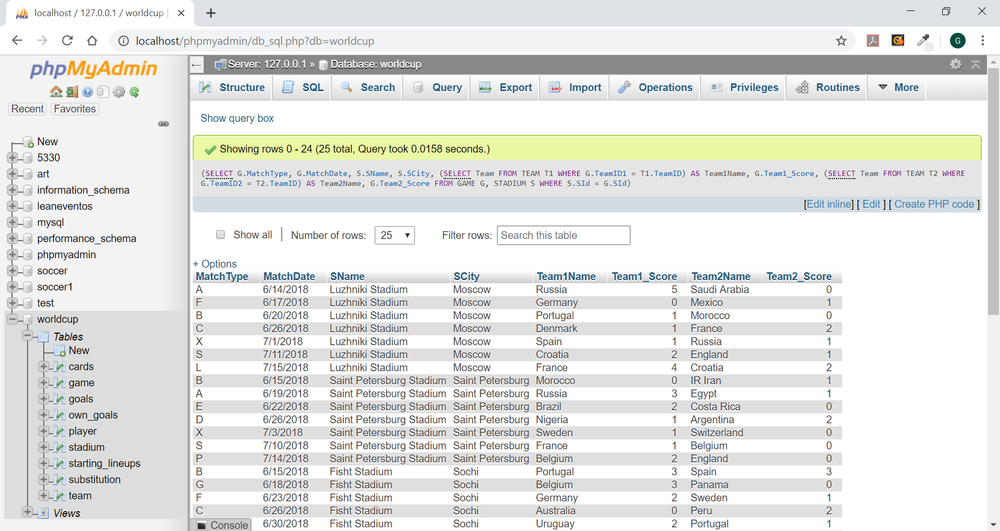 localhost / 127.0.0.1 / worldcup |
localhost/phpmyadmin/db_sql.php?db=worldcup
G
phpMyAdmin
Recent Favorites
New
5330
art
information_schema
leaneventos
mysql
performance_schema
phpmyadmin
soccer
soccer1
test
worldcup
Tables
New
cards
game
goals
own_goals
player
stadium
starting_lineups
substitution
team
Views
Server: 127.0.0.1 » Database: worldcup
Structure SQL Search Query Export Import Operations Privileges Routines More
Show query box
Showing rows 0 - 24 (25 total, Query took 0.0158 seconds.)
(SELECT G.MatchType, G.MatchDate, S.SName, S.SCity, (SELECT Team FROM TEAM T1 WHERE G.TeamID1 = T1.TeamID) AS Team1Name, G.Team1_Score, (SELECT Team FROM TEAM T2 WHERE
G.TeamID2 = T2.TeamID) AS Team2Name, G.Team2_Score FROM GAME G, STADIUM S WHERE S.SId = G.SId)
[Edit inline] [ Edit ] [ Create PHP code ]
Show all Number of rows: 25 Filter rows: Search this table
+ Options
MatchType MatchDate SName SCity Team1Name Team1_Score Team2Name Team2_Score
A 6/14/2018 Luzhniki Stadium Moscow Russia 5 Saudi Arabia 0
F 6/17/2018 Luzhniki Stadium Moscow Germany 0 Mexico 1
B 6/20/2018 Luzhniki Stadium Moscow Portugal 1 Morocco 0
C 6/26/2018 Luzhniki Stadium Moscow Denmark 1 France 2
X 7/1/2018 Luzhniki Stadium Moscow Spain 1 Russia 1
S 7/11/2018 Luzhniki Stadium Moscow Croatia 2 England 1
L 7/15/2018 Luzhniki Stadium Moscow France 4 Croatia 2
B 6/15/2018 Saint Petersburg Stadium Saint Petersburg Morocco 0 IR Iran 1
A 6/19/2018 Saint Petersburg Stadium Saint Petersburg Russia 3 Egypt 1
E 6/22/2018 Saint Petersburg Stadium Saint Petersburg Brazil 2 Costa Rica 0
D 6/26/2018 Saint Petersburg Stadium Saint Petersburg Nigeria 1 Argentina 2
X 7/3/2018 Saint Petersburg Stadium Saint Petersburg Sweden 1 Switzerland 0
S 7/10/2018 Saint Petersburg Stadium Saint Petersburg France 1 Belgium 0
P 7/14/2018 Saint Petersburg Stadium Saint Petersburg Belgium 2 England 0
B 6/15/2018 Fisht Stadium Sochi Portugal 3 Spain 3
G 6/18/2018 Fisht Stadium Sochi Belgium 3 Panama 0
F 6/23/2018 Fisht Stadium Sochi Germany 2 Sweden 1
C 6/26/2018 Fisht Stadium Sochi Australia 0 Peru 2
6/30/2018 Fisht Stadium Sochi Uruguay 2 Portugal 1
Console